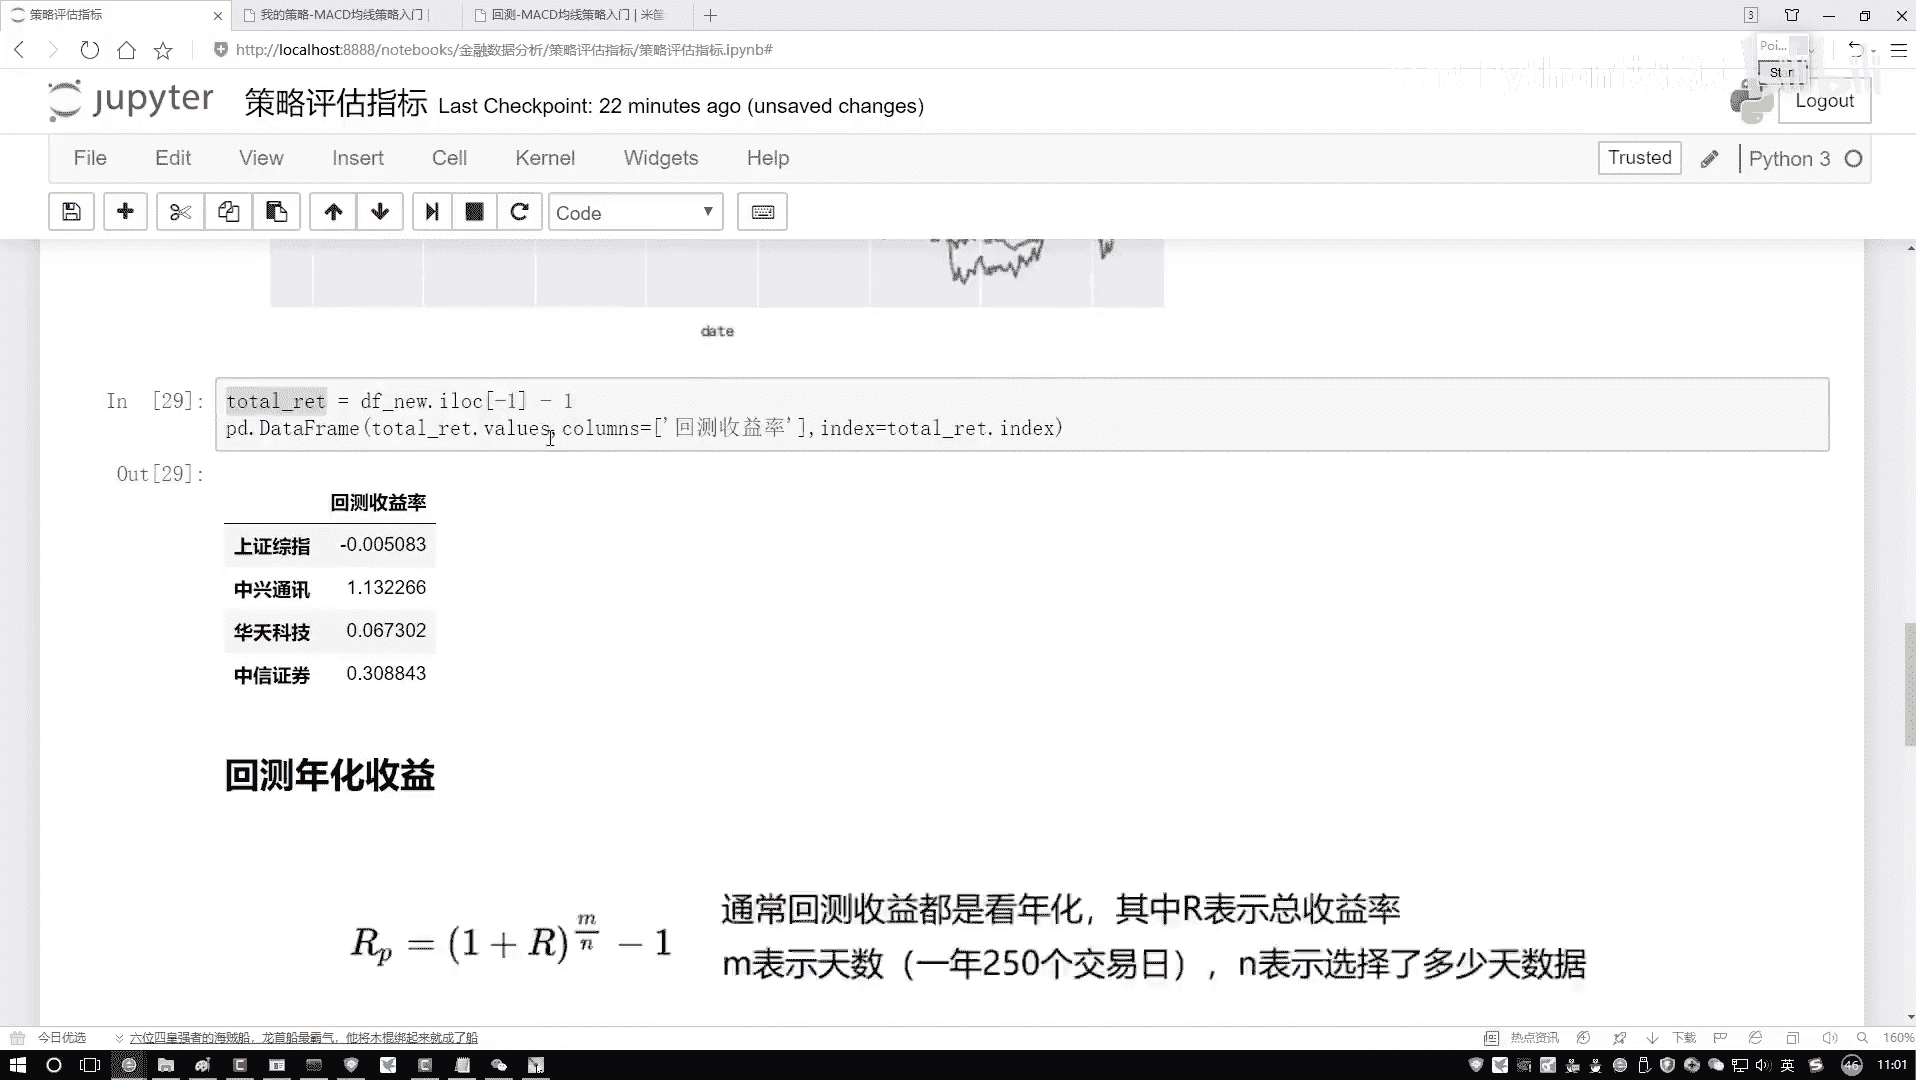 策略评估指标
我的策略-MACD均线策略入门 |
回测-MACD均线策略入门 | 米筐
3
http://localhost:8888/notebooks/金融数据分析/策略评估指标/策略评估指标.ipynb#
Poi...
jupyter 策略评估指标 Last Checkpoint: 22 minutes ago (unsaved changes)
Logout
File Edit View Insert Cell Kernel Widgets Help
Trusted Python 3
Code
date
In [29]: total_ret = df_new.iloc[-1] - 1
pd.DataFrame(total_ret.values,columns=['回测收益率'],index=total_ret.index)
Out[29]:
回测收益率
上证综指 -0.005083
中兴通讯 1.132266
华天科技 0.067302
中信证券 0.308843
回测年化收益
通常回测收益都是看年化，其中R表示总收益率
R_p = (1 + R)^{m/n} - 1
m表示天数（一年250个交易日），n表示选择了多少天数据
今日优选 六位四皇强者的海贼船，龙首船最霸气，他将木棍绑起来就成了船
热点资讯 下载 160%
英 46 11:01